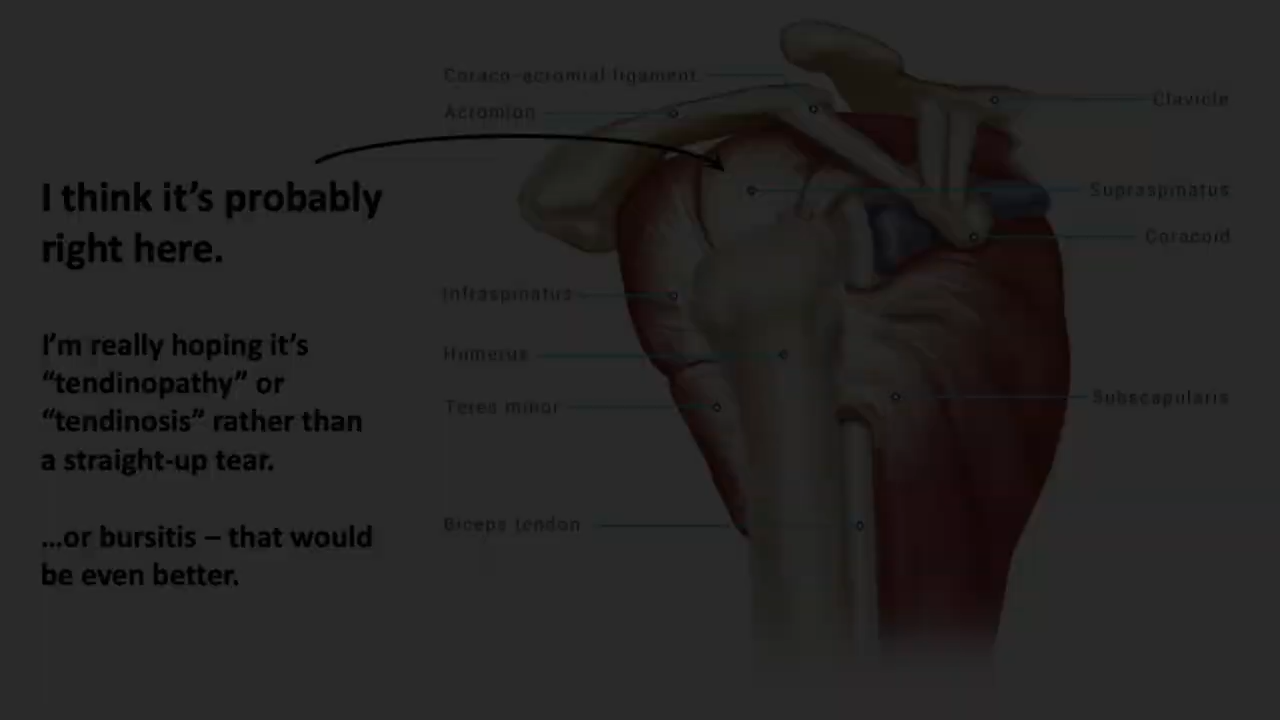 Coraco-acromial ligament
Acromion
Clavicle
I think it's probably
right here.
Supraspinatus
Coracoid
Infraspinatus
I'm really hoping it's
“tendinopathy” or
“tendinosis” rather than
a straight-up tear.
Humerus
Teres minor
Subscapularis
Biceps tendon
...or bursitis – that would
be even better.